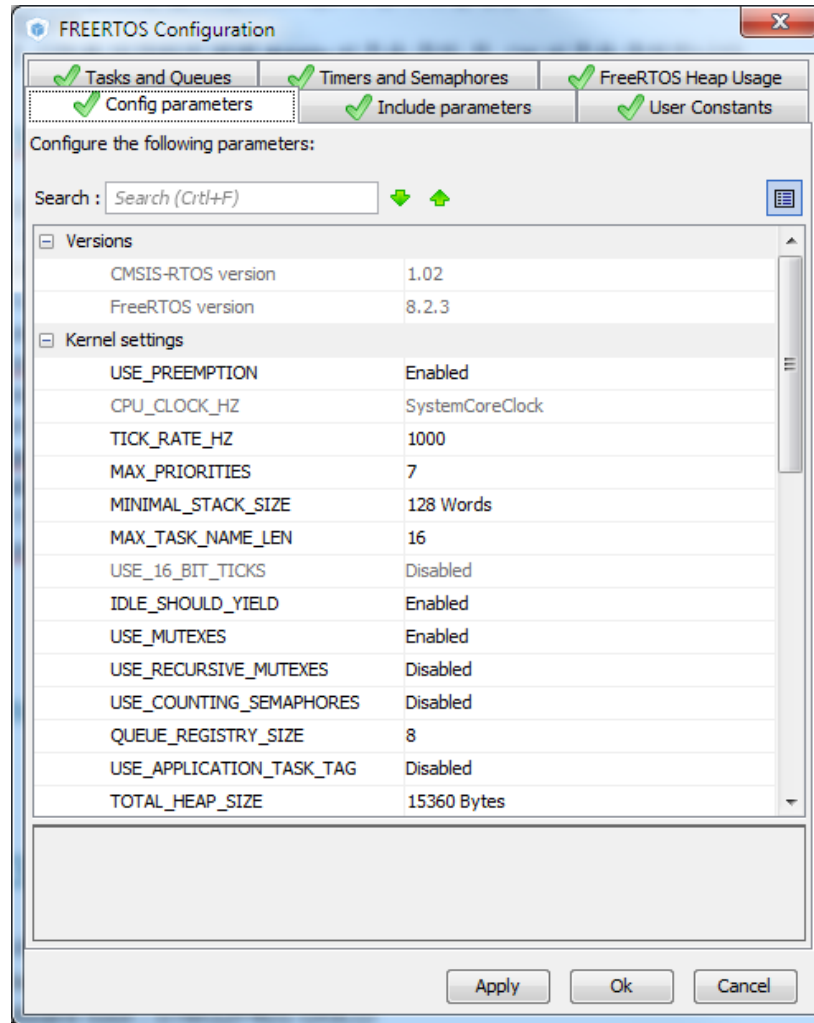 FREERTOS Configuration
Tasks and Queues Timers and Semaphores FreeRTOS Heap Usage
Config parameters Include parameters User Constants
Configure the following parameters:
Search : Search (Crtl+F)
Versions
CMSIS-RTOS version 1.02
FreeRTOS version 8.2.3
Kernel settings
USE_PREEMPTION Enabled
CPU_CLOCK_HZ SystemCoreClock
TICK_RATE_HZ 1000
MAX_PRIORITIES 7
MINIMAL_STACK_SIZE 128 Words
MAX_TASK_NAME_LEN 16
USE_16_BIT_TICKS Disabled
IDLE_SHOULD_YIELD Enabled
USE_MUTEXES Enabled
USE_RECURSIVE_MUTEXES Disabled
USE_COUNTING_SEMAPHORES Disabled
QUEUE_REGISTRY_SIZE 8
USE_APPLICATION_TASK_TAG Disabled
TOTAL_HEAP_SIZE 15360 Bytes
Apply Ok Cancel